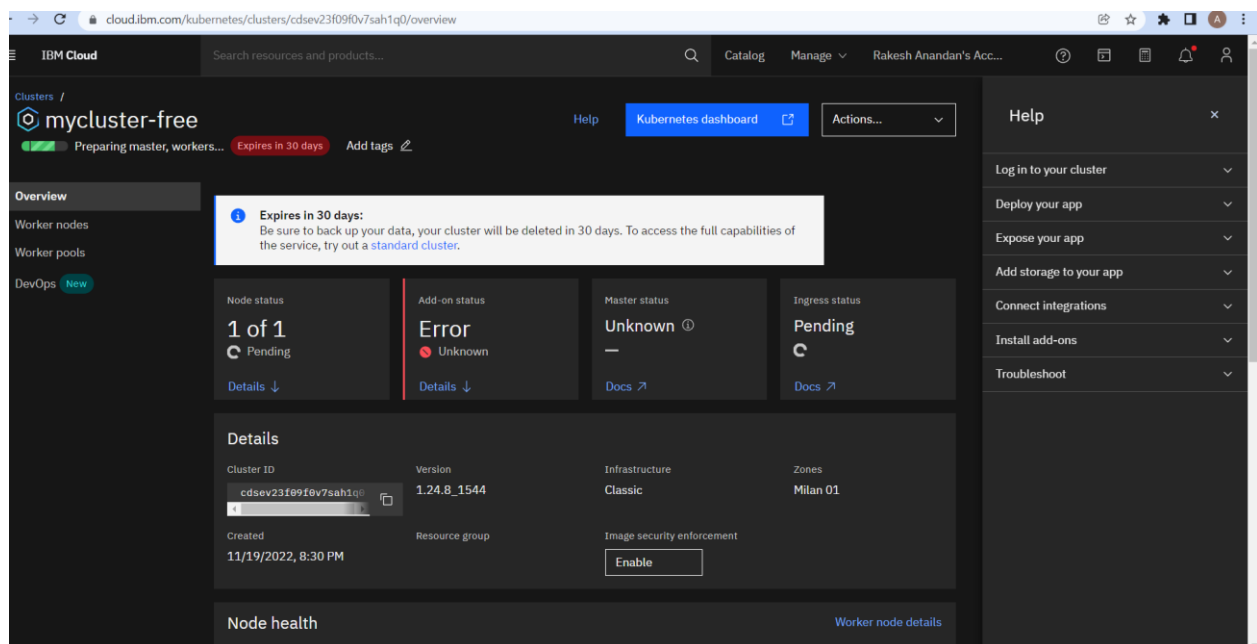 cloud.ibm.com/kubernetes/clusters/cdsev23f09f0v7sah1q0/overview
A
IBM Cloud
Search resources and products...
Catalog
Manage
Rakesh Anandan's Acc...
Clusters /
mycluster-free
Help
Kubernetes dashboard
Actions...
Preparing master, workers...
Expires in 30 days
Add tags
Overview
Worker nodes
Worker pools
DevOps New
Expires in 30 days:
Be sure to back up your data, your cluster will be deleted in 30 days. To access the full capabilities of
the service, try out a standard cluster.
Node status
1 of 1
Pending
Details ↓
Add-on status
Error
Unknown
Details ↓
Master status
Unknown
—
Docs ↗
Ingress status
Pending
Docs ↗
Details
Cluster ID
cdsev23f09f0v7sah1q0
Version
1.24.8_1544
Infrastructure
Classic
Zones
Milan 01
Created
11/19/2022, 8:30 PM
Resource group
Image security enforcement
Enable
Node health
Worker node details
Help
Log in to your cluster
Deploy your app
Expose your app
Add storage to your app
Connect integrations
Install add-ons
Troubleshoot